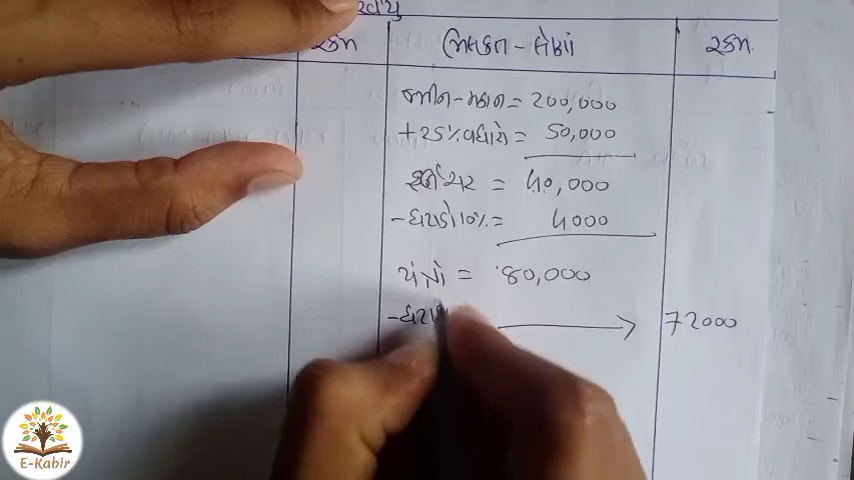 રકમ
મિલકત - લેણાં
રકમ.
જમીન - મકાન = 200,000
+ 25% વધારો = 50,000
ફર્નિચર = 40,000
- ઘસારો 10% = 4000
યંત્રો = 80,000
72000
E-Kabir